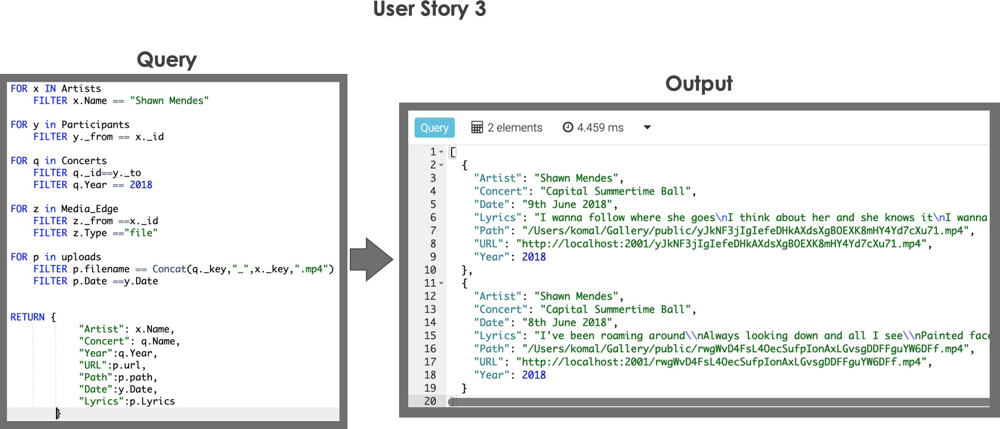 User Story 3
Query
FOR x IN Artists
FILTER x.Name == "Shawn Mendes"
FOR y in Participants
FILTER y._from == x._id
FOR q in Concerts
FILTER q._id==y._to
FILTER q.Year == 2018
FOR z in Media_Edge
FILTER z._from ==x._id
FILTER z.Type =="file"
FOR p in uploads
FILTER p.filename == Concat(q._key,"_",x._key,".mp4")
FILTER p.Date ==y.Date
RETURN {
"Artist": x.Name,
"Concert": q.Name,
"Year":q.Year,
"URL":p.url,
"Path":p.path,
"Date":y.Date,
"Lyrics":p.Lyrics
}
Output
Query 2 elements 4.459 ms
1 [
2 {
3 "Artist": "Shawn Mendes",
4 "Concert": "Capital Summertime Ball",
5 "Date": "9th June 2018",
6 "Lyrics": "I wanna follow where she goes\nI think about her and she knows it\nI wanna
7 "Path": "/Users/komal/Gallery/public/yJkNF3jIgIefeDHkAXdsXgBOEXK8mHY4Yd7cXu71.mp4",
8 "URL": "http://localhost:2001/yJkNF3jIgIefeDHkAXdsXgBOEXK8mHY4Yd7cXu71.mp4",
9 "Year": 2018
10 },
11 {
12 "Artist": "Shawn Mendes",
13 "Concert": "Capital Summertime Ball",
14 "Date": "8th June 2018",
15 "Lyrics": "I've been roaming around\\nAlways looking down and all I see\\nPainted face
16 "Path": "/Users/komal/Gallery/public/rwgWvD4FsL4OecSufpIonAxLGvsgDDFFguYW6DFf.mp4",
17 "URL": "http://localhost:2001/rwgWvD4FsL4OecSufpIonAxLGvsgDDFFguYW6DFf.mp4",
18 "Year": 2018
19 }
20